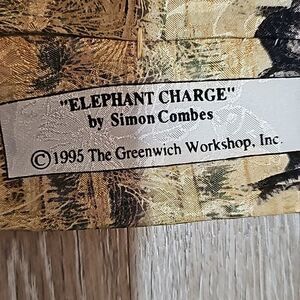 "ELEPHANT CHARGE"
by Simon Combes
©1995 The Greenwich Workshop, Inc.